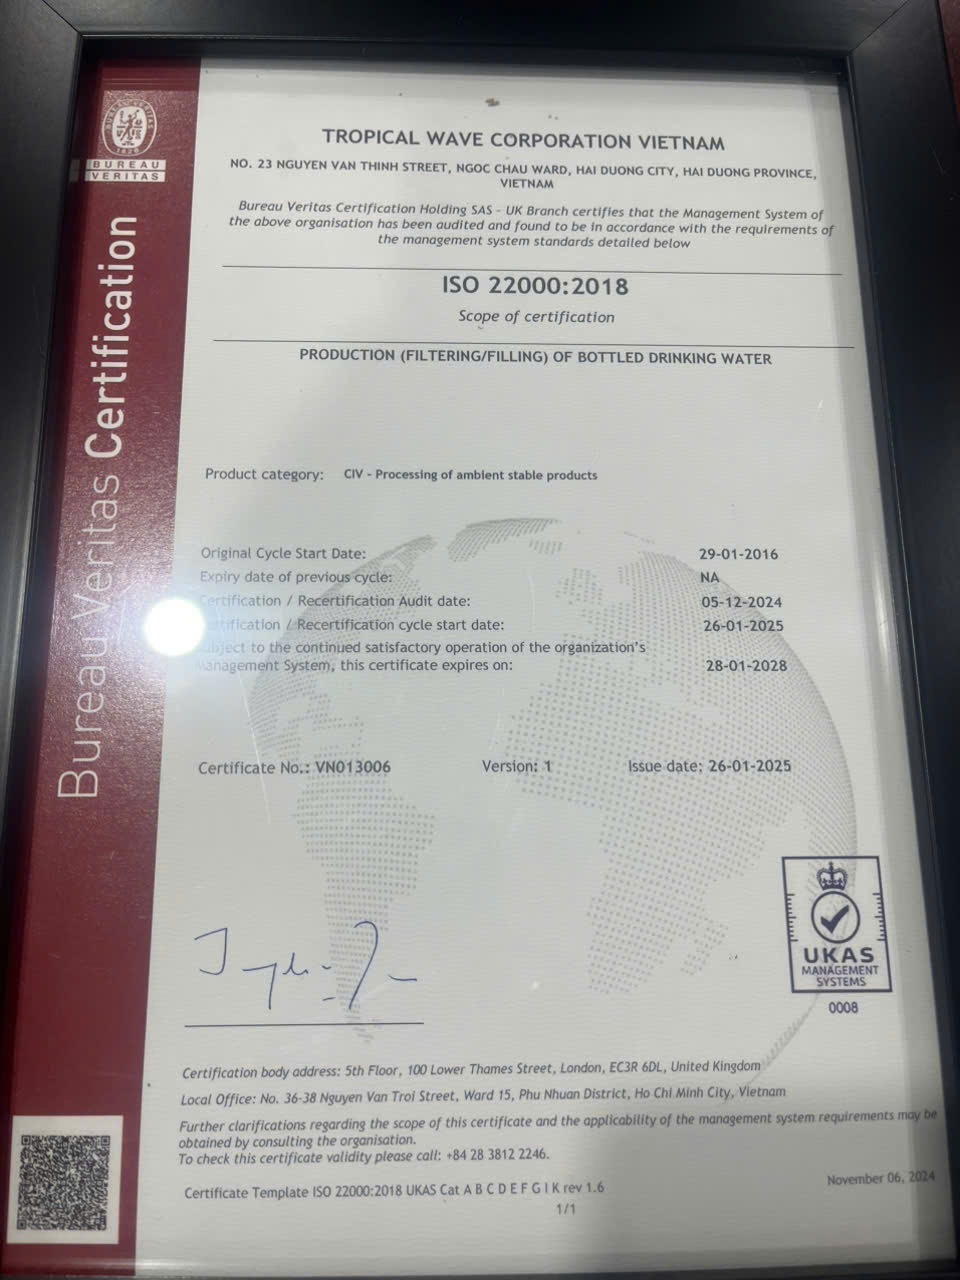 BUREAU
VERITAS
Bureau Veritas Certification
TROPICAL WAVE CORPORATION VIETNAM
NO. 23 NGUYEN VAN THINH STREET, NGOC CHAU WARD, HAI DUONG CITY, HAI DUONG PROVINCE,
VIETNAM
Bureau Veritas Certification Holding SAS - UK Branch certifies that the Management System of
the above organisation has been audited and found to be in accordance with the requirements of
the management system standards detailed below
ISO 22000:2018
Scope of certification
PRODUCTION (FILTERING/FILLING) OF BOTTLED DRINKING WATER
Product category: CIV - Processing of ambient stable products
Original Cycle Start Date: 29-01-2016
Expiry date of previous cycle: NA
Certification / Recertification Audit date: 05-12-2024
/ Recertification cycle start date: 26-01-2025
to the continued satisfactory operation of the organization's
Management System, this certificate expires on: 28-01-2028
Certificate No.: VN013006 Version: 1 Issue date: 26-01-2025
UKAS
MANAGEMENT
SYSTEMS
0008
Certification body address: 5th Floor, 100 Lower Thames Street, London, EC3R 6DL, United Kingdom
Local Office: No. 36-38 Nguyen Van Troi Street, Ward 15, Phu Nhuan District, Ho Chi Minh City, Vietnam
Further clarifications regarding the scope of this certificate and the applicability of the management system requirements may be
obtained by consulting the organisation.
To check this certificate validity please call: +84 28 3812 2246.
Certificate Template ISO 22000:2018 UKAS Cat A B C D E F G I K rev 1.6
November 06, 2024
1/1